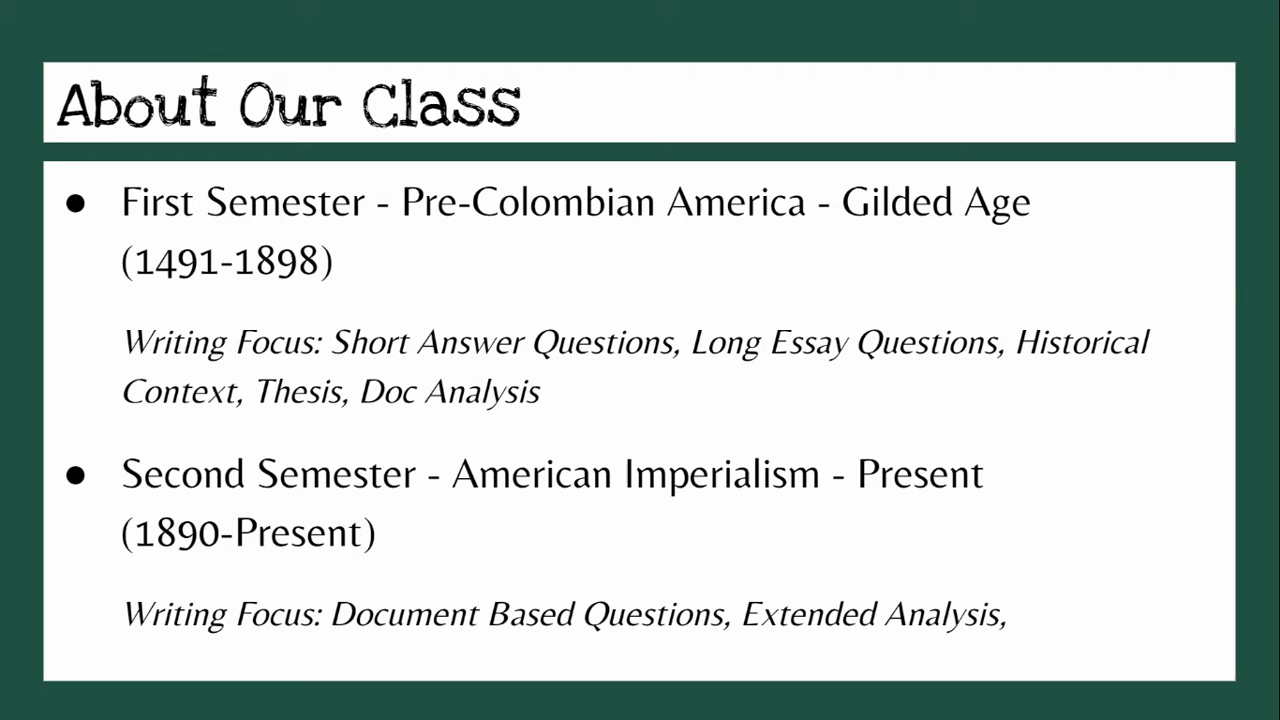 About Our Class
● First Semester - Pre-Colombian America - Gilded Age
(1491-1898)
Writing Focus: Short Answer Questions, Long Essay Questions, Historical
Context, Thesis, Doc Analysis
● Second Semester - American Imperialism - Present
(1890-Present)
Writing Focus: Document Based Questions, Extended Analysis,